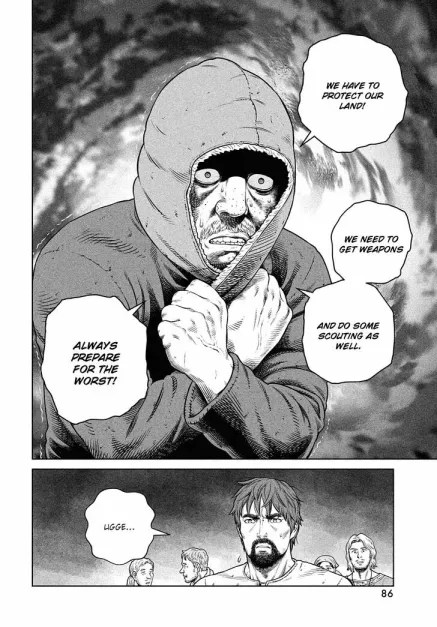 WE HAVE TO
PROTECT OUR
LAND!
WE NEED TO
GET WEAPONS
AND DO SOME
SCOUTING AS
WELL.
ALWAYS
PREPARE
FOR THE
WORST!
UGGE...
86